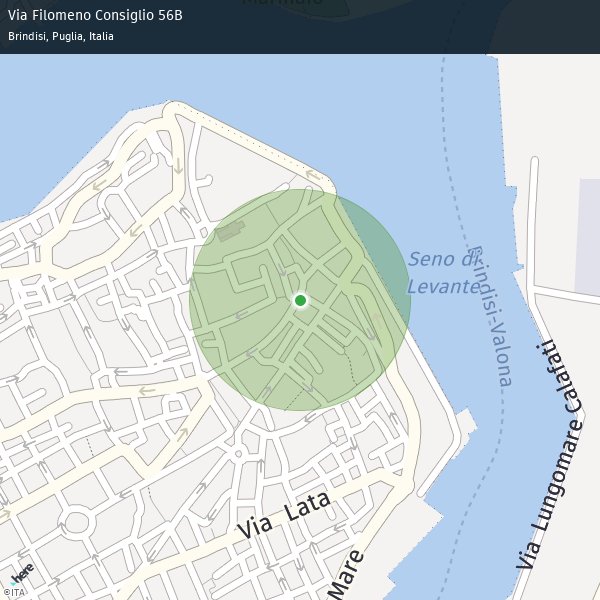 Via Filomeno Consiglio 56B
Brindisi, Puglia, Italia
Seno di
Levante
Brindisi-Valona
Via Lungomare Calafati
Via Lata
Mare
here
©ITA